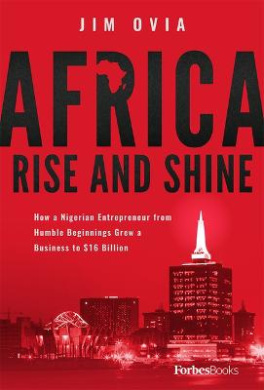 JIM OVIA
AFRICA
RISE AND SHINE
How a Nigerian Entrepreneur from
Humble Beginnings Grew a
Business to $16 Billion
ForbesBooks